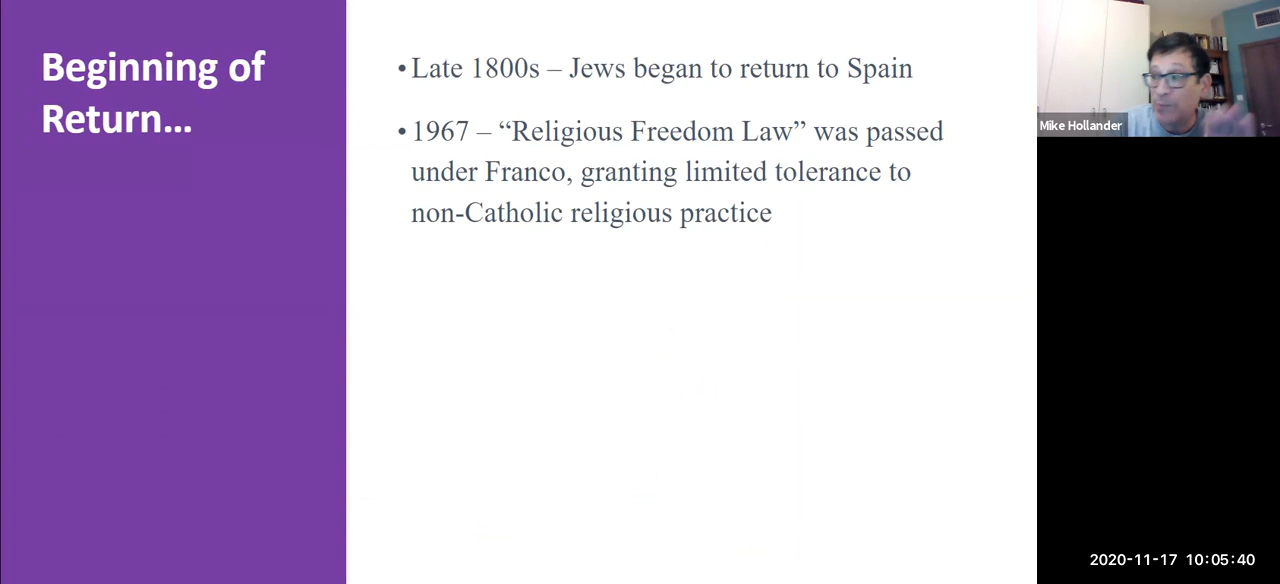 Beginning of
Return...
•Late 1800s – Jews began to return to Spain
•1967 – “Religious Freedom Law” was passed
under Franco, granting limited tolerance to
non-Catholic religious practice
Mike Hollander
2020-11-17 10:05:40